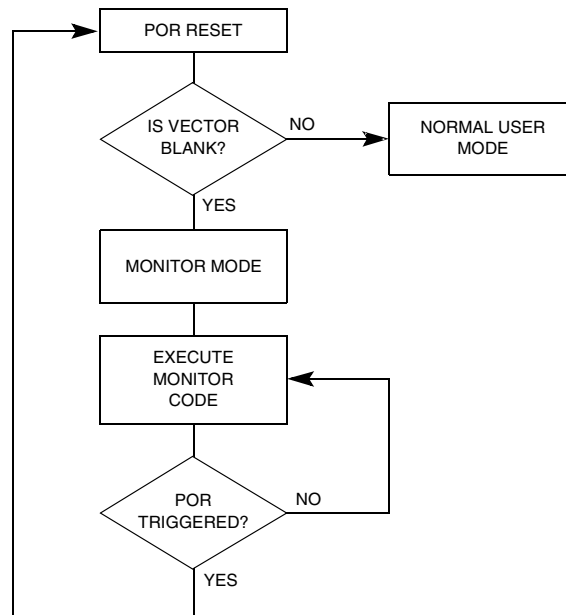 POR RESET
IS VECTOR
BLANK?
NO
NORMAL USER
MODE
YES
MONITOR MODE
EXECUTE
MONITOR
CODE
POR
TRIGGERED?
NO
YES